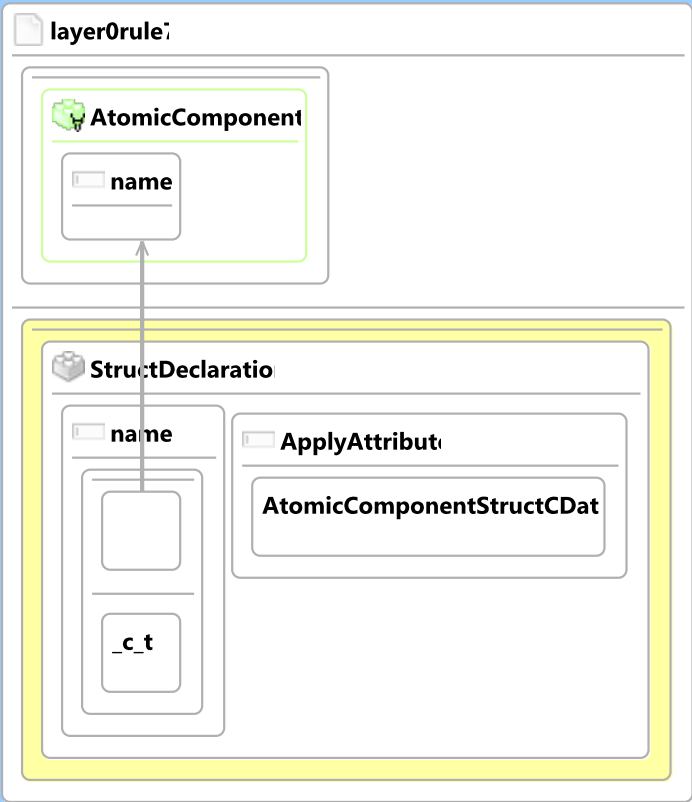 layer0rule7
AtomicComponent
name
StructDeclaratio
name
ApplyAttribut
AtomicComponentStructCDat
_c_t